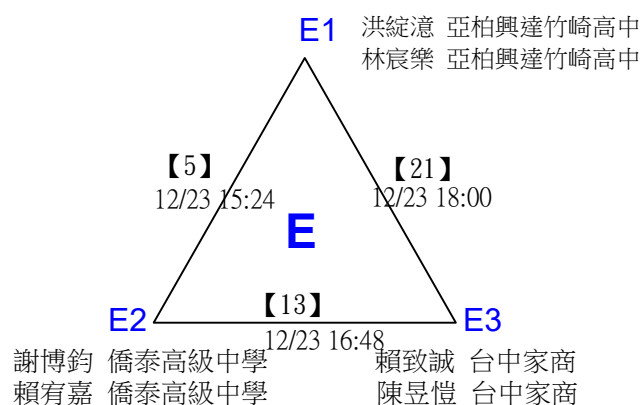 E1 洪綻澺 亞柏興達竹崎高中
林宸樂 亞柏興達竹崎高中
【5】 【21】
12/23 15:24 12/23 18:00
E
E2 【13】 E3
12/23 16:48
謝博鈞 僑泰高級中學 賴致誠 台中家商
賴宥嘉 僑泰高級中學 陳昱愷 台中家商